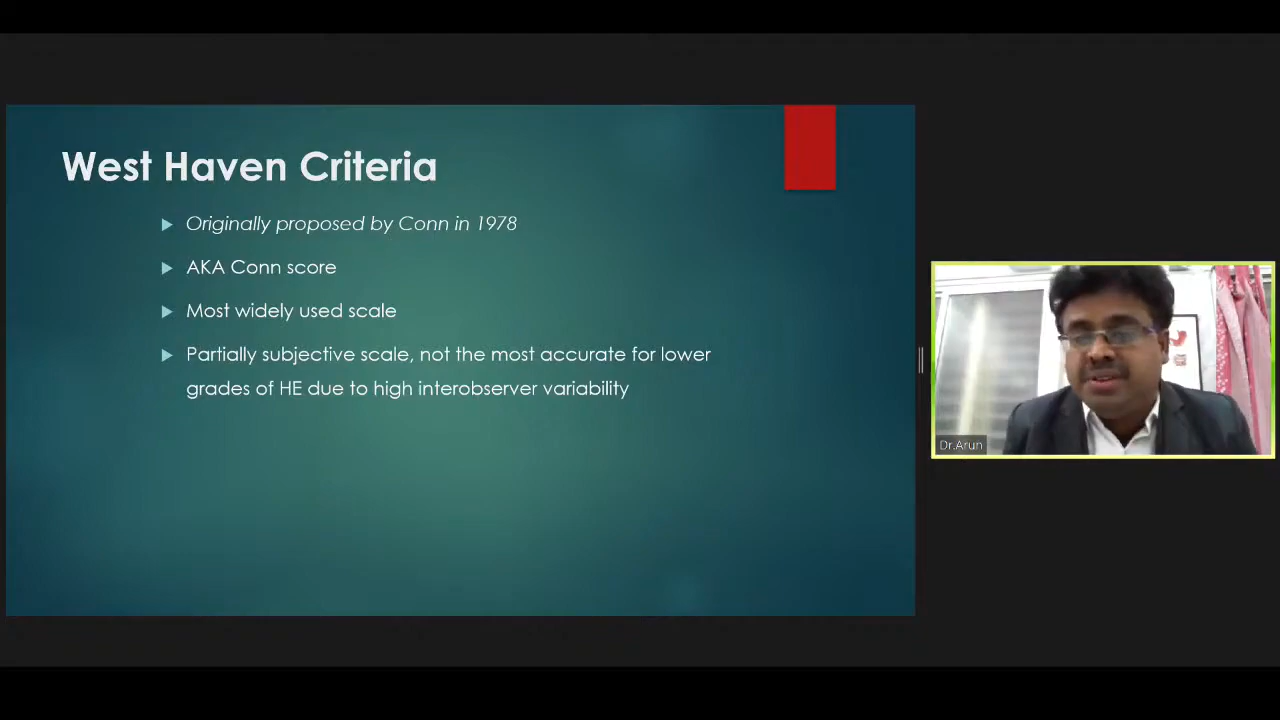 West Haven Criteria
Originally proposed by Conn in 1978
AKA Conn score
Most widely used scale
Partially subjective scale, not the most accurate for lower
grades of HE due to high interobserver variability
Dr.Arun